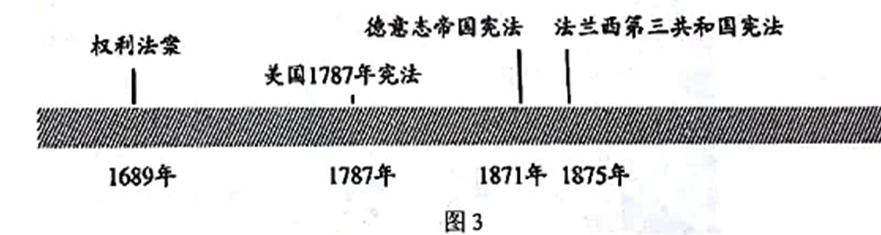 德意志帝国宪法 法兰西第三共和国宪法
权利法案
美国1787年宪法
1689年 1787年 1871年 1875年
图3